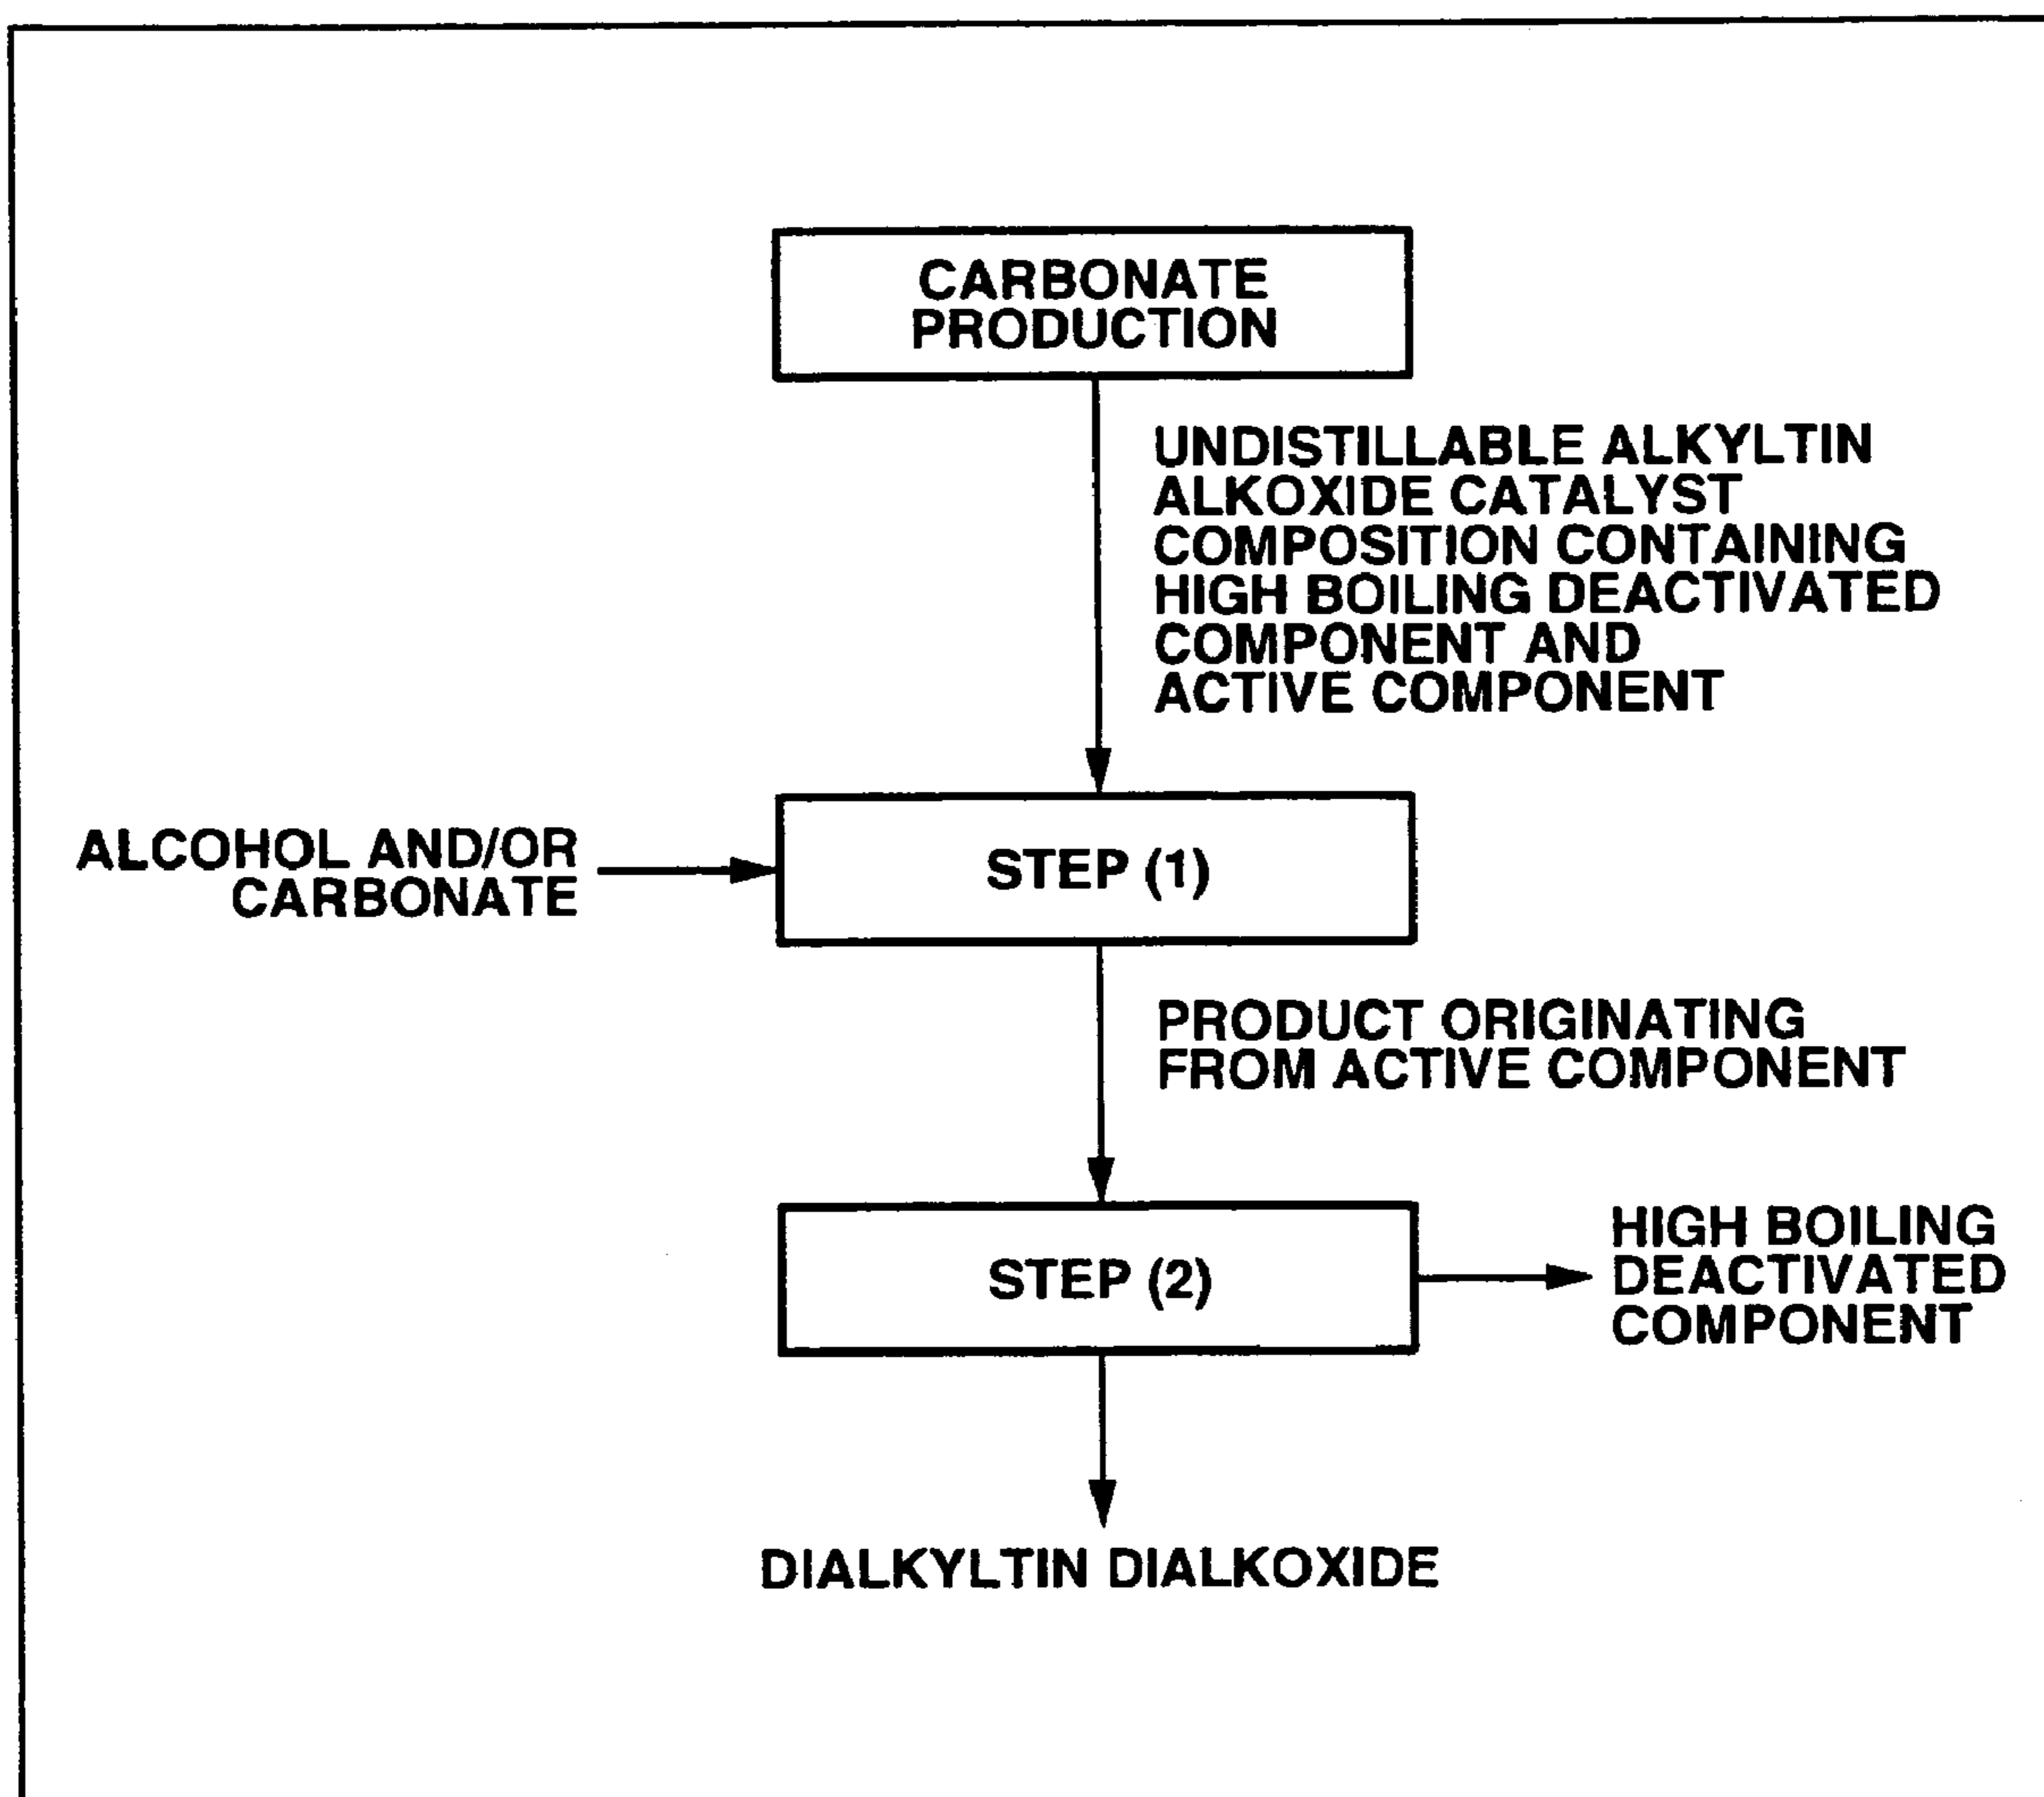 CARBONATE
PRODUCTION
UNDISTILLABLE ALKYLTIN
ALKOXIDE CATALYST
COMPOSITION CONTAINING
HIGH BOILING DEACTIVATED
COMPONENT AND
ACTIVE COMPONENT
ALCOHOL AND/OR
CARBONATE
STEP (1)
PRODUCT ORIGINATING
FROM ACTIVE COMPONENT
STEP (2)
HIGH BOILING
DEACTIVATED
COMPONENT
DIALKYLTIN DIALKOXIDE